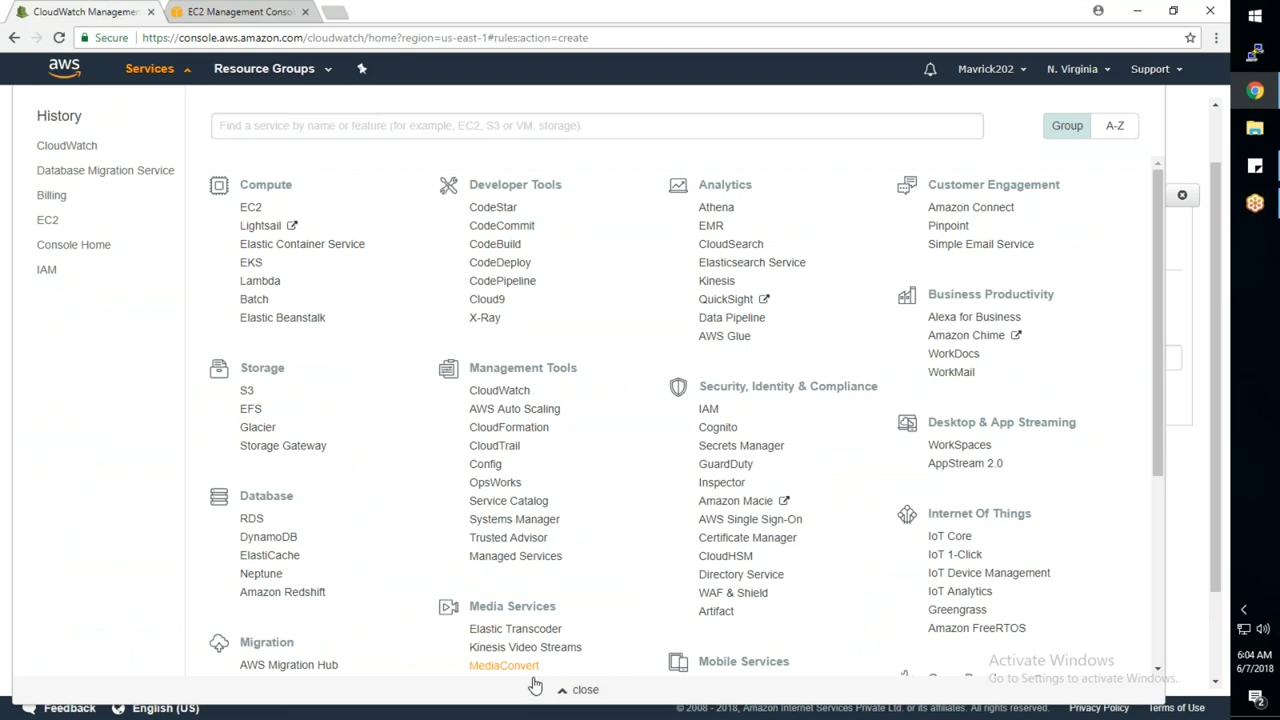 CloudWatch Managemen
EC2 Management Conso
Secure
https://console.aws.amazon.com/cloudwatch/home?region=us-east-1#rules:action=create
aws
Services
Resource Groups
Mavrick202
N. Virginia
Support
History
CloudWatch
Database Migration Service
Billing
EC2
Console Home
IAM
Find a service by name or feature (for example, EC2, S3 or VM, storage).
Group
A-Z
Compute
EC2
Lightsail
Elastic Container Service
EKS
Lambda
Batch
Elastic Beanstalk
Storage
S3
EFS
Glacier
Storage Gateway
Database
RDS
DynamoDB
ElastiCache
Neptune
Amazon Redshift
Migration
AWS Migration Hub
Developer Tools
CodeStar
CodeCommit
CodeBuild
CodeDeploy
CodePipeline
Cloud9
X-Ray
Management Tools
CloudWatch
AWS Auto Scaling
CloudFormation
CloudTrail
Config
OpsWorks
Service Catalog
Systems Manager
Trusted Advisor
Managed Services
Media Services
Elastic Transcoder
Kinesis Video Streams
MediaConvert
Analytics
Athena
EMR
CloudSearch
Elasticsearch Service
Kinesis
QuickSight
Data Pipeline
AWS Glue
Security, Identity & Compliance
IAM
Cognito
Secrets Manager
GuardDuty
Inspector
Amazon Macie
AWS Single Sign-On
Certificate Manager
CloudHSM
Directory Service
WAF & Shield
Artifact
Mobile Services
Customer Engagement
Amazon Connect
Pinpoint
Simple Email Service
Business Productivity
Alexa for Business
Amazon Chime
WorkDocs
WorkMail
Desktop & App Streaming
WorkSpaces
AppStream 2.0
Internet Of Things
IoT Core
IoT 1-Click
IoT Device Management
IoT Analytics
Greengrass
Amazon FreeRTOS
Activate Windows
Go to Settings to activate Windows.
close
Feedback
English (US)
© 2008 - 2018, Amazon Internet Services Private Ltd. or its affiliates. All rights reserved.
Privacy Policy
Terms of Use
6:04 AM
6/7/2018
2